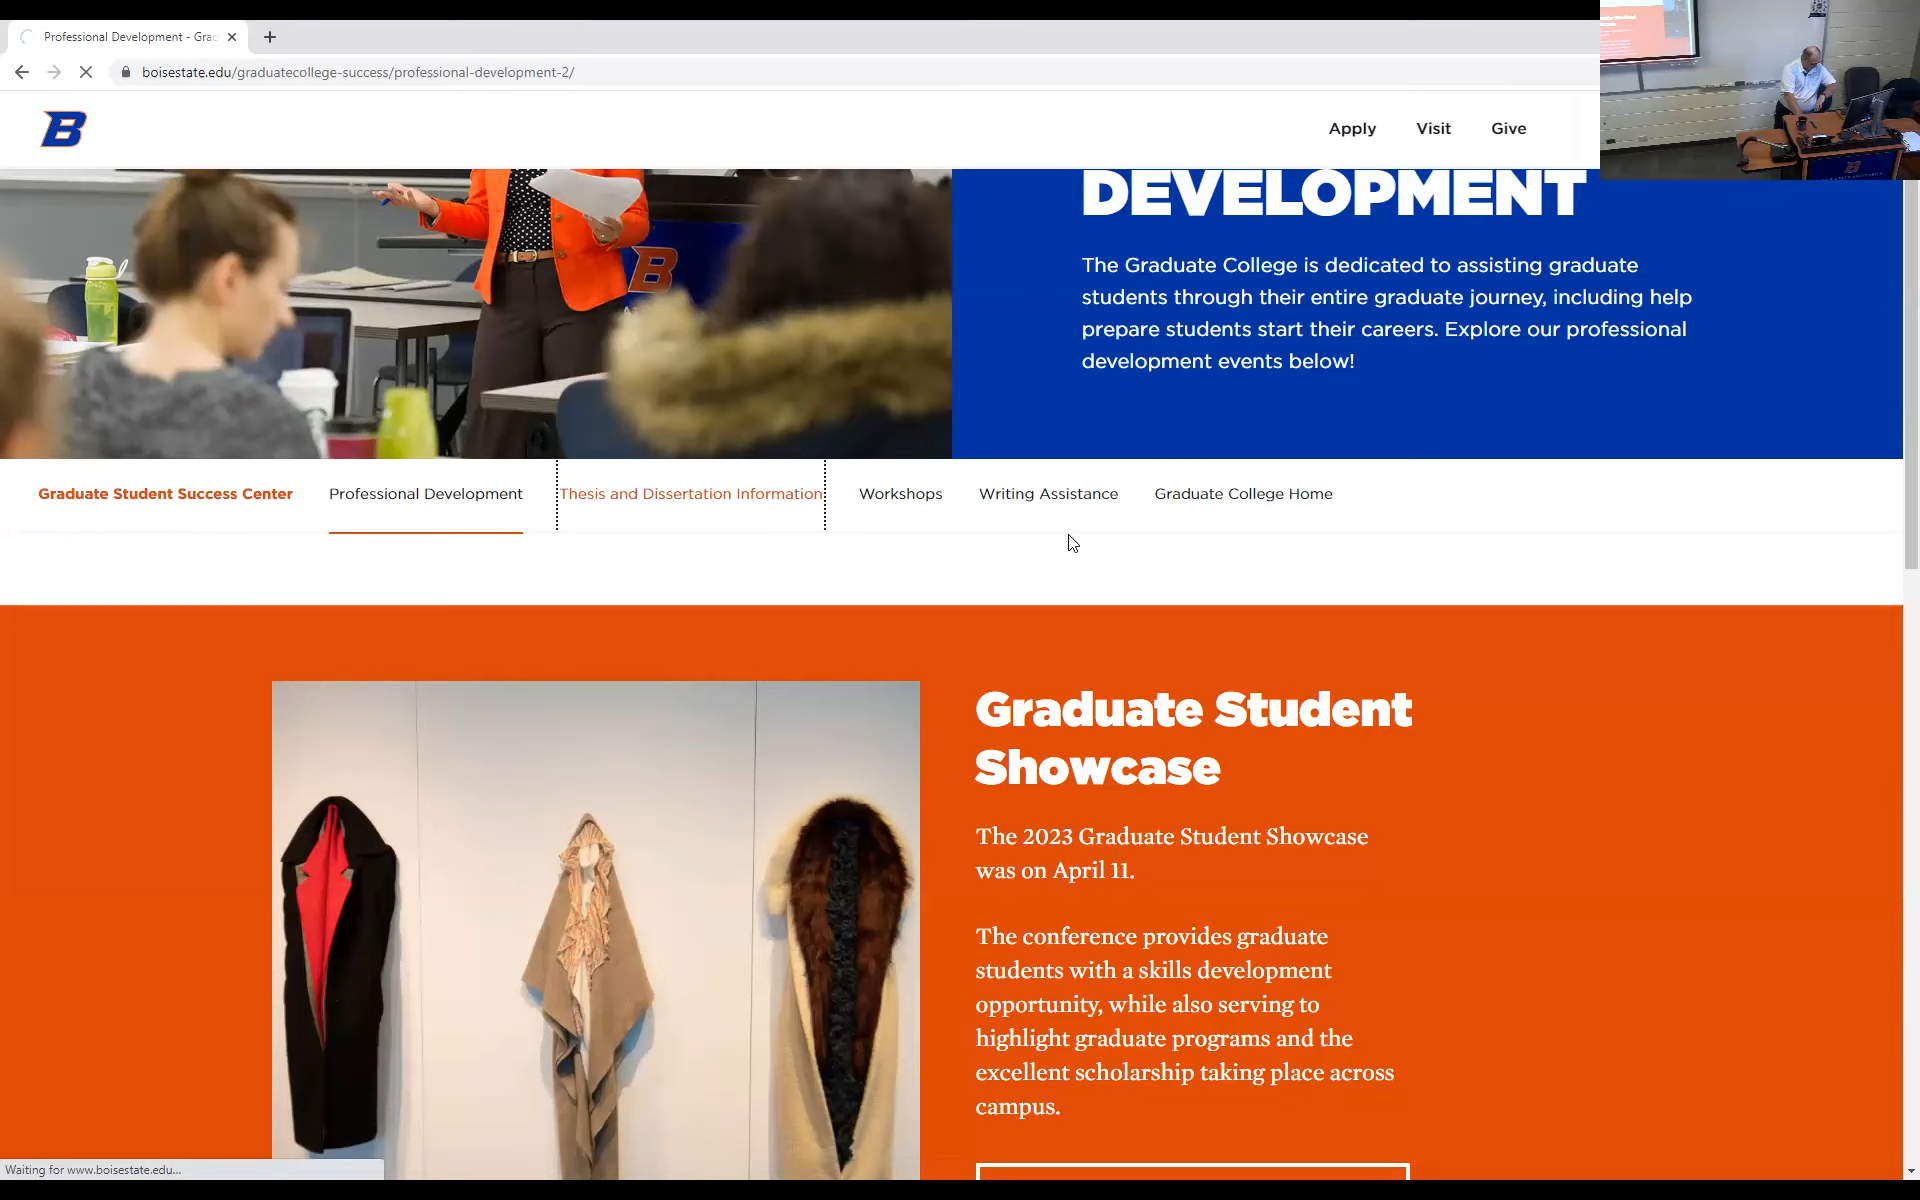 Professional Development - Grad
boisestate.edu/graduatecollege-success/professional-development-2/
B
Apply Visit Give
DEVELOPMENT
The Graduate College is dedicated to assisting graduate
students through their entire graduate journey, including help
prepare students start their careers. Explore our professional
development events below!
B
Graduate Student Success Center Professional Development Thesis and Dissertation Information Workshops Writing Assistance Graduate College Home
Graduate Student
Showcase
The 2023 Graduate Student Showcase
was on April 11.
The conference provides graduate
students with a skills development
opportunity, while also serving to
highlight graduate programs and the
excellent scholarship taking place across
campus.
Waiting for www.boisestate.edu...